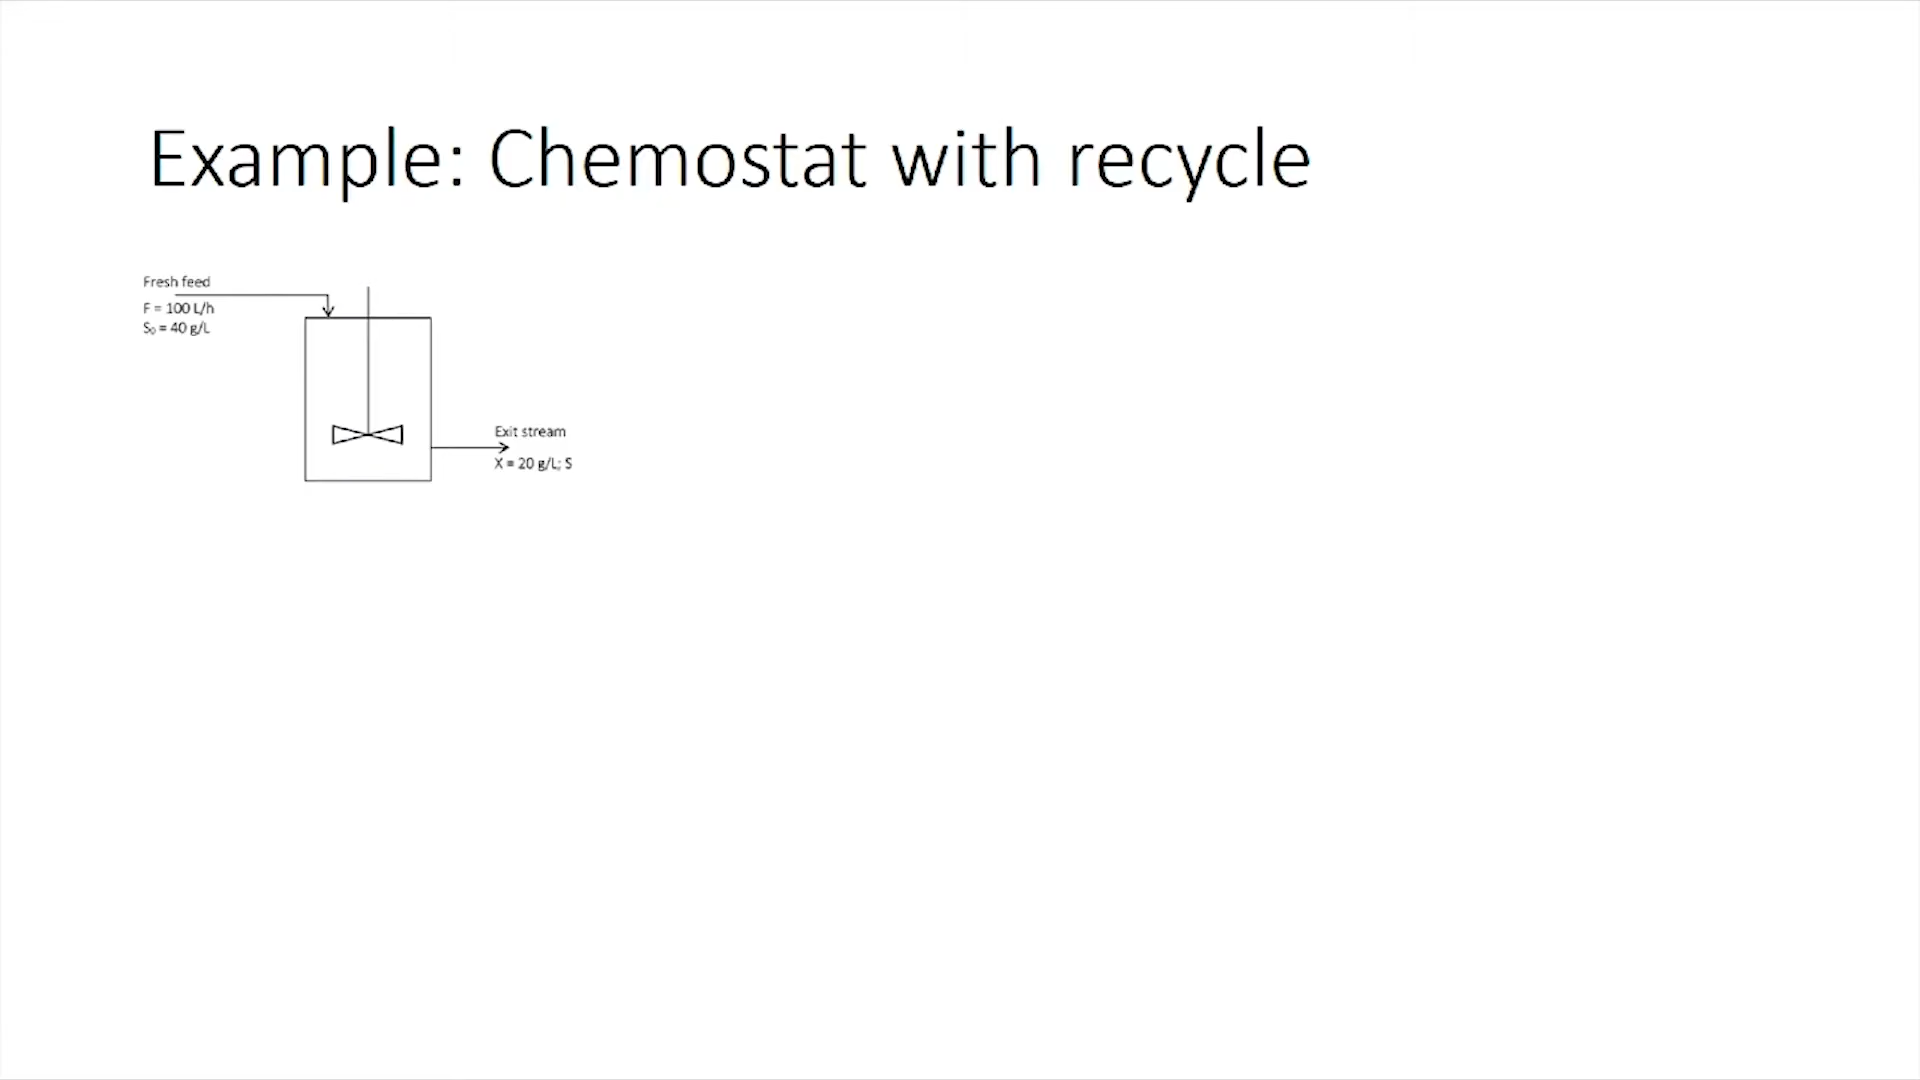 Example: Chemostat with recycle
Fresh feed
F = 100 L/h
S₀ = 40 g/L
Exit stream
X = 20 g/L; S